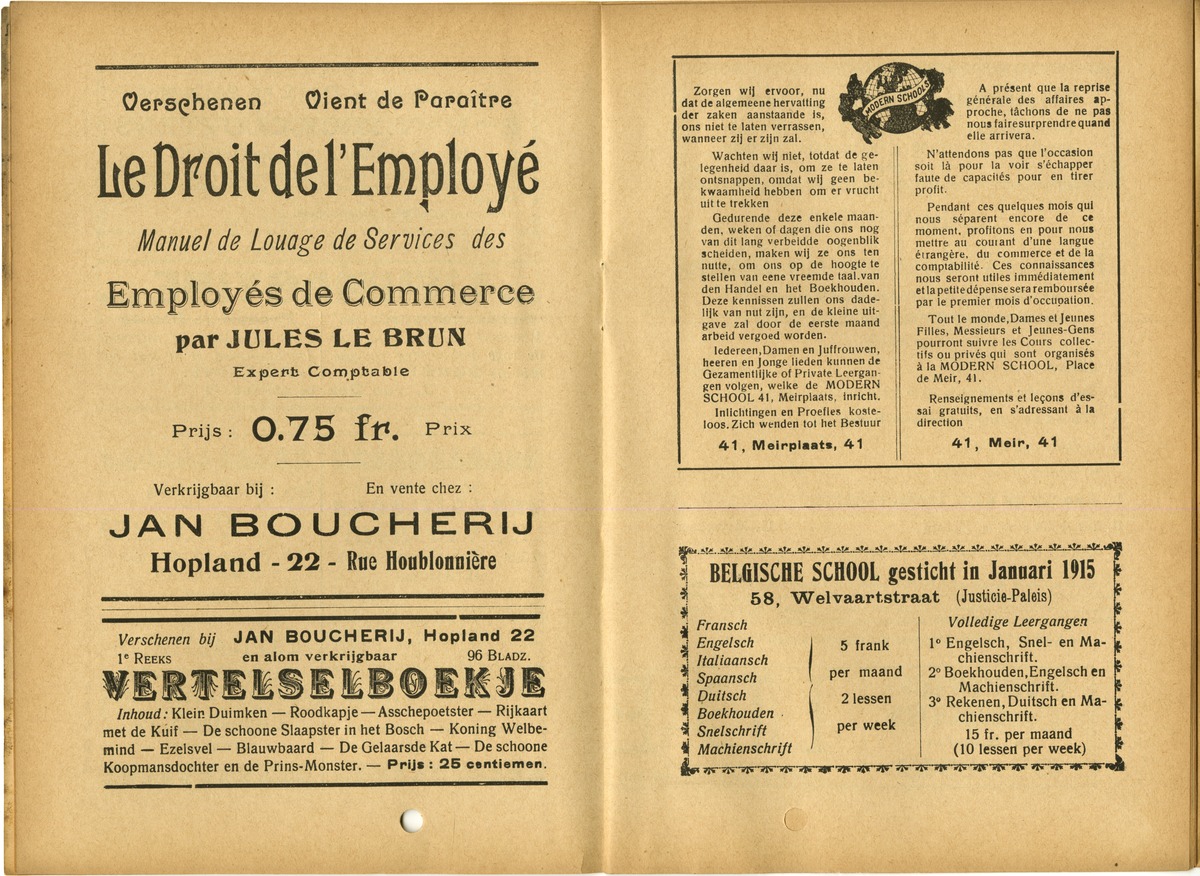 Verschenen Vient de Paraître
Le Droit de l'Employé
Manuel de Louage de Services des
Employés de Commerce
par JULES LE BRUN
Expert Comptable
Prijs : 0.75 fr. Prix
Verkrijgbaar bij : En vente chez :
JAN BOUCHERIJ
Hopland - 22 - Rue Houblonnière
Verschenen bij JAN BOUCHERIJ, Hopland 22
1e REEKS en alom verkrijgbaar 96 BLADZ.
VERTELSELBOEKJE
Inhoud : Klein Duimken — Roodkapje — Asschepoetster — Rijkaart
met de Kuif — De schoone Slaapster in het Bosch — Koning Welbe-
mind — Ezelsvel — Blauwbaard — De Gelaarsde Kat — De schoone
Koopmansdochter en de Prins-Monster. — Prijs : 25 centiemen.
MODERN SCHOOLS
Zorgen wij ervoor, nu
dat de algemeene hervatting
der zaken aanstaande is,
ons niet te laten verrassen,
wanneer zij er zijn zal.
Wachten wij niet, totdat de ge-
legenheid daar is, om ze te laten
ontsnappen, omdat wij geen be-
kwaamheid hebben om er vrucht
uit te trekken
Gedurende deze enkele maan-
den, weken of dagen die ons nog
van dit lang verbeidde oogenblik
scheiden, maken wij ze ons ten
nutte, om ons op de hoogte te
stellen van eene vreemde taal, van
den Handel en het Boekhouden.
Deze kennissen zullen ons dade-
lijk van nut zijn, en de kleine uit-
gave zal door de eerste maand
arbeid vergoed worden.
Iedereen, Damen en Juffrouwen,
heeren en Jonge lieden kunnen de
Gezamentlijke of Private Leergan-
gen volgen, welke de MODERN
SCHOOL 41, Meirplaats, inricht.
Inlichtingen en Proefles koste-
loos. Zich wenden tot het Bestuur
41, Meirplaats, 41
A présent que la reprise
générale des affaires ap-
proche, tâchons de ne pas
nous faire surprendre quand
elle arrivera.
N'attendons pas que l'occasion
soit là pour la voir s'échapper
faute de capacités pour en tirer
profit.
Pendant ces quelques mois qui
nous séparent encore de ce
moment, profitons en pour nous
mettre au courant d'une langue
étrangère, du commerce et de la
comptabilité. Ces connaissances
nous seront utiles immédiatement
et la petite dépense sera remboursée
par le premier mois d'occupation.
Tout le monde, Dames et Jeunes
Filles, Messieurs et Jeunes-Gens
pourront suivre les Cours collec-
tifs ou privés qui sont organisés
à la MODERN SCHOOL, Place
de Meir, 41.
Renseignements et leçons d'es-
sai gratuits, en s'adressant à la
direction
41, Meir, 41
BELGISCHE SCHOOL gesticht in Januari 1915
58, Welvaartstraat (Justicie-Paleis)
Fransch
Engelsch
Italiaansch
Spaansch
Duitsch
Boekhouden
Snelschrift
Machienschrift
5 frank
per maand
2 lessen
per week
Volledige Leergangen
1º Engelsch, Snel- en Ma-
chienschrift.
2º Boekhouden, Engelsch en
Machienschrift.
3º Rekenen, Duitsch en Ma-
chienschrift.
15 fr. per maand
(10 lessen per week)